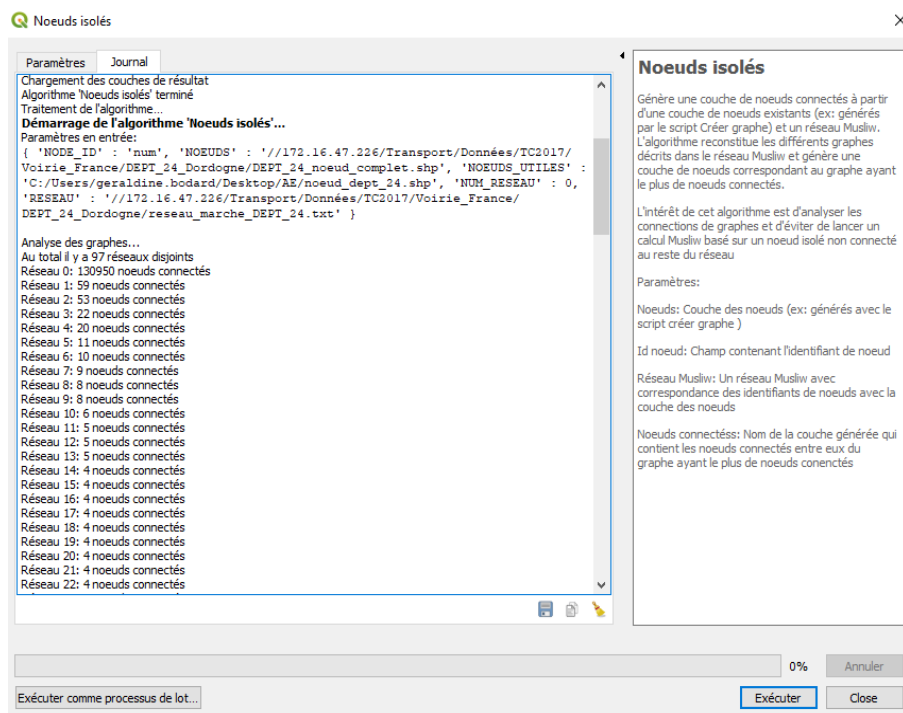 Noeuds isolés
Paramètres
Journal
Chargement des couches de résultat
Algorithme 'Noeuds isolés' terminé
Traitement de l'algorithme...
Démarrage de l'algorithme 'Noeuds isolés'...
Paramètres en entrée:
{ 'NODE_ID' : 'num', 'NOEUDS' : '//172.16.47.226/Transport/Données/TC2017/
Voirie_France/DEPT_24_Dordogne/DEPT_24_noeud_complet.shp', 'NOEUDS_UTILES' :
'C:/Users/geraldine.bodard/Desktop/AE/noeud_dept_24.shp', 'NUM_RESEAU' : 0,
'RESEAU' : '//172.16.47.226/Transport/Données/TC2017/Voirie_France/
DEPT_24_Dordogne/reseau_marche_DEPT_24.txt' }
Analyse des graphes...
Au total il y a 97 réseaux disjoints
Réseau 0: 130950 noeuds connectés
Réseau 1: 59 noeuds connectés
Réseau 2: 53 noeuds connectés
Réseau 3: 22 noeuds connectés
Réseau 4: 20 noeuds connectés
Réseau 5: 11 noeuds connectés
Réseau 6: 10 noeuds connectés
Réseau 7: 9 noeuds connectés
Réseau 8: 8 noeuds connectés
Réseau 9: 8 noeuds connectés
Réseau 10: 6 noeuds connectés
Réseau 11: 5 noeuds connectés
Réseau 12: 5 noeuds connectés
Réseau 13: 5 noeuds connectés
Réseau 14: 4 noeuds connectés
Réseau 15: 4 noeuds connectés
Réseau 16: 4 noeuds connectés
Réseau 17: 4 noeuds connectés
Réseau 18: 4 noeuds connectés
Réseau 19: 4 noeuds connectés
Réseau 20: 4 noeuds connectés
Réseau 21: 4 noeuds connectés
Réseau 22: 4 noeuds connectés
Noeuds isolés
Génère une couche de noeuds connectés à partir
d'une couche de noeuds existants (ex: générés
par le script Créer graphe) et un réseau Musliw.
L'algorithme reconstitue les différents graphes
décrits dans le réseau Musliw et génère une
couche de noeuds correspondant au graphe ayant
le plus de noeuds connectés.
L'intérêt de cet algorithme est d'analyser les
connections de graphes et d'éviter de lancer un
calcul Musliw basé sur un noeud isolé non connecté
au reste du réseau
Paramètres:
Noeuds: Couche des noeuds (ex: générés avec le
script créer graphe )
Id noeud: Champ contenant l'identifiant de noeud
Réseau Musliw: Un réseau Musliw avec
correspondance des identifiants de noeuds avec la
couche des noeuds
Noeuds connectéss: Nom de la couche générée qui
contient les noeuds connectés entre eux du
graphe ayant le plus de noeuds conenctés
0%
Annuler
Exécuter comme processus de lot...
Exécuter
Close